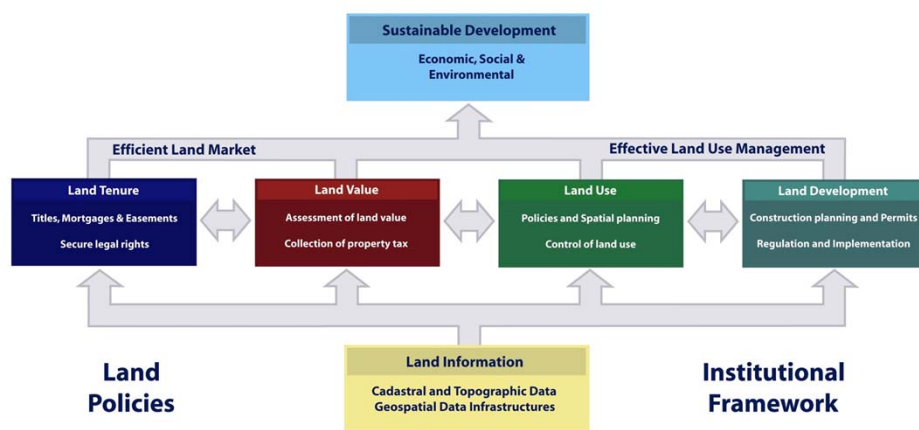 Sustainable Development
Economic, Social &
Environmental
Efficient Land Market
Effective Land Use Management
Land Tenure
Titles, Mortgages & Easements
Secure legal rights
Land Value
Assessment of land value
Collection of property tax
Land Use
Policies and Spatial planning
Control of land use
Land Development
Construction planning and Permits
Regulation and Implementation
Land
Policies
Land Information
Cadastral and Topographic Data
Geospatial Data Infrastructures
Institutional
Framework